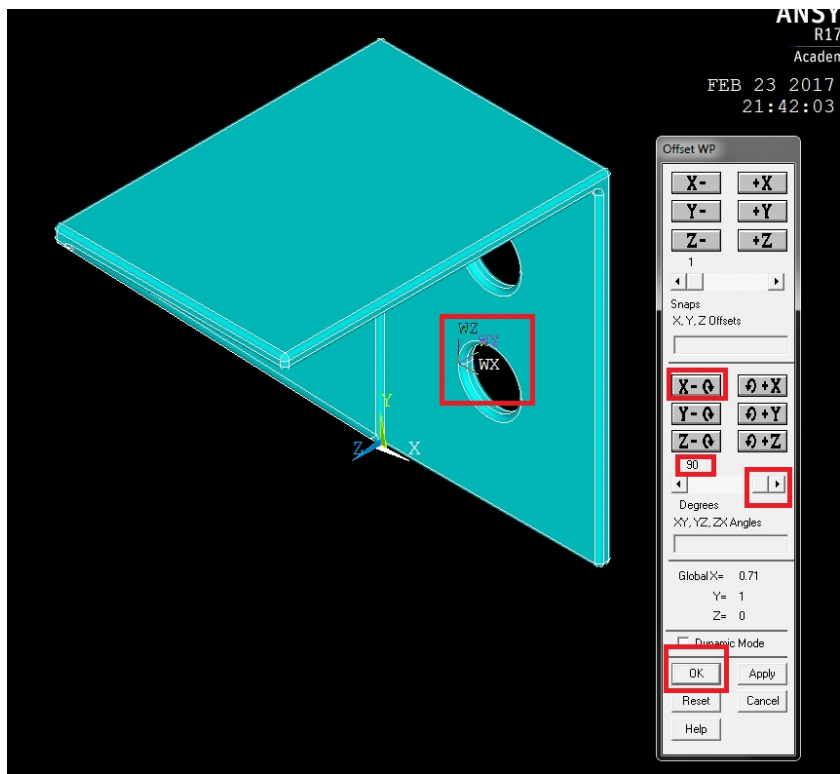 ANSY
R17
Academ
FEB 23 2017
21:42:03
Offset WP
X- +X
Y- +Y
Z- +Z
1
Snaps
X, Y, Z Offsets
X- +X
Y- +Y
Z- +Z
90
Degrees
XY, YZ, ZX Angles
Global X= 0.71
Y= 1
Z= 0
Dynamic Mode
OK Apply
Reset Cancel
Help
WZ
WY
WX
Y
Z X